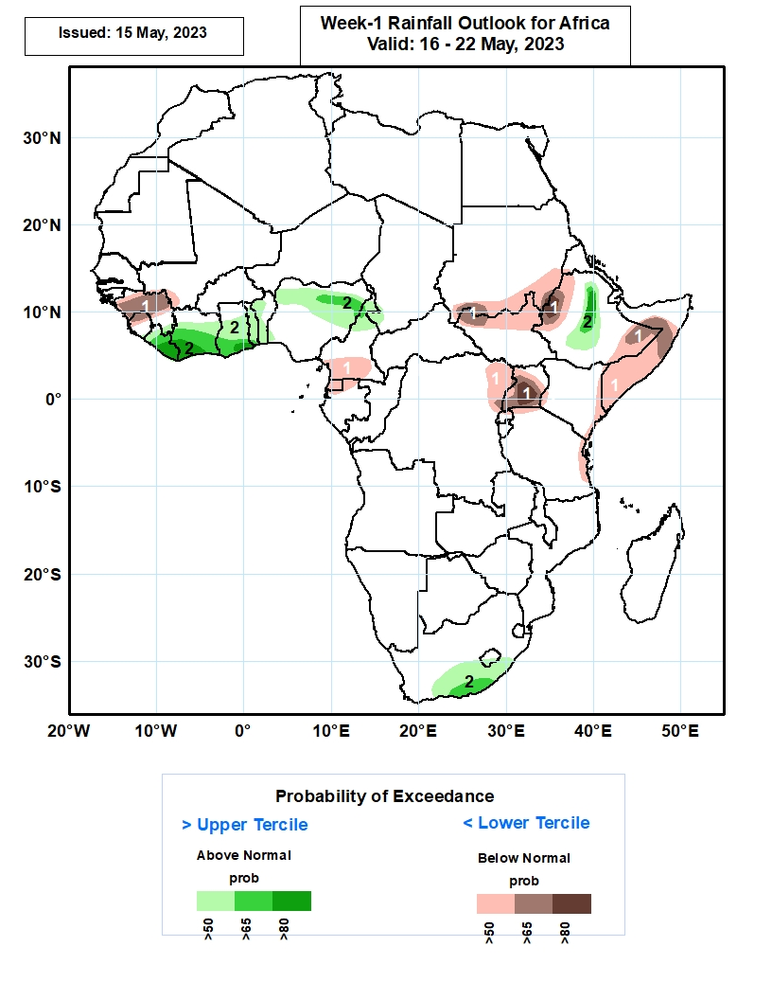 Issued: 15 May, 2023
Week-1 Rainfall Outlook for Africa
Valid: 16 - 22 May, 2023
30°N
20°N
10°N
0°
10°S
20°S
30°S
1
2
2
2
1
1
1
2
1
1
1
1
2
20°W 10°W 0° 10°E 20°E 30°E 40°E 50°E
Probability of Exceedance
> Upper Tercile
< Lower Tercile
Above Normal
Below Normal
prob
prob
>50 >65 >80
>50 >65 >80